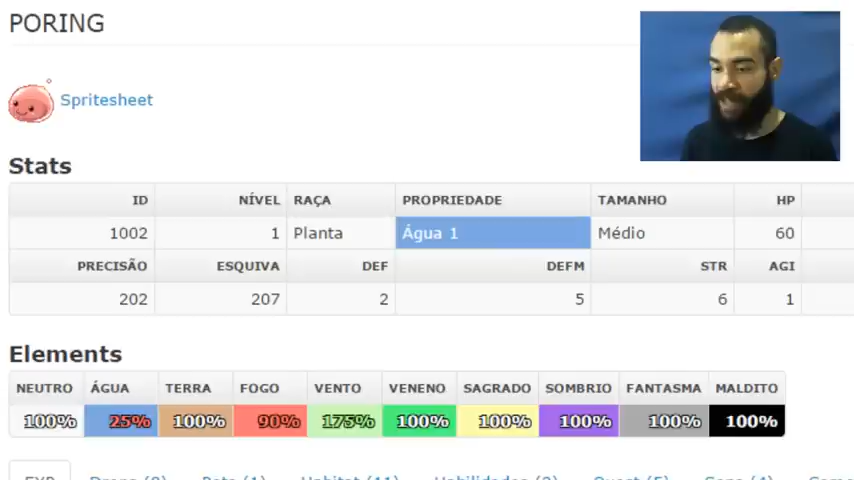 PORING
Spritesheet
Stats
ID NÍVEL RAÇA PROPRIEDADE TAMANHO HP
1002 1 Planta Água 1 Médio 60
PRECISÃO ESQUIVA DEF DEFM STR AGI
202 207 2 5 6 1
Elements
NEUTRO ÁGUA TERRA FOGO VENTO VENENO SAGRADO SOMBRIO FANTASMA MALDITO
100% 25% 100% 90% 175% 100% 100% 100% 100% 100%